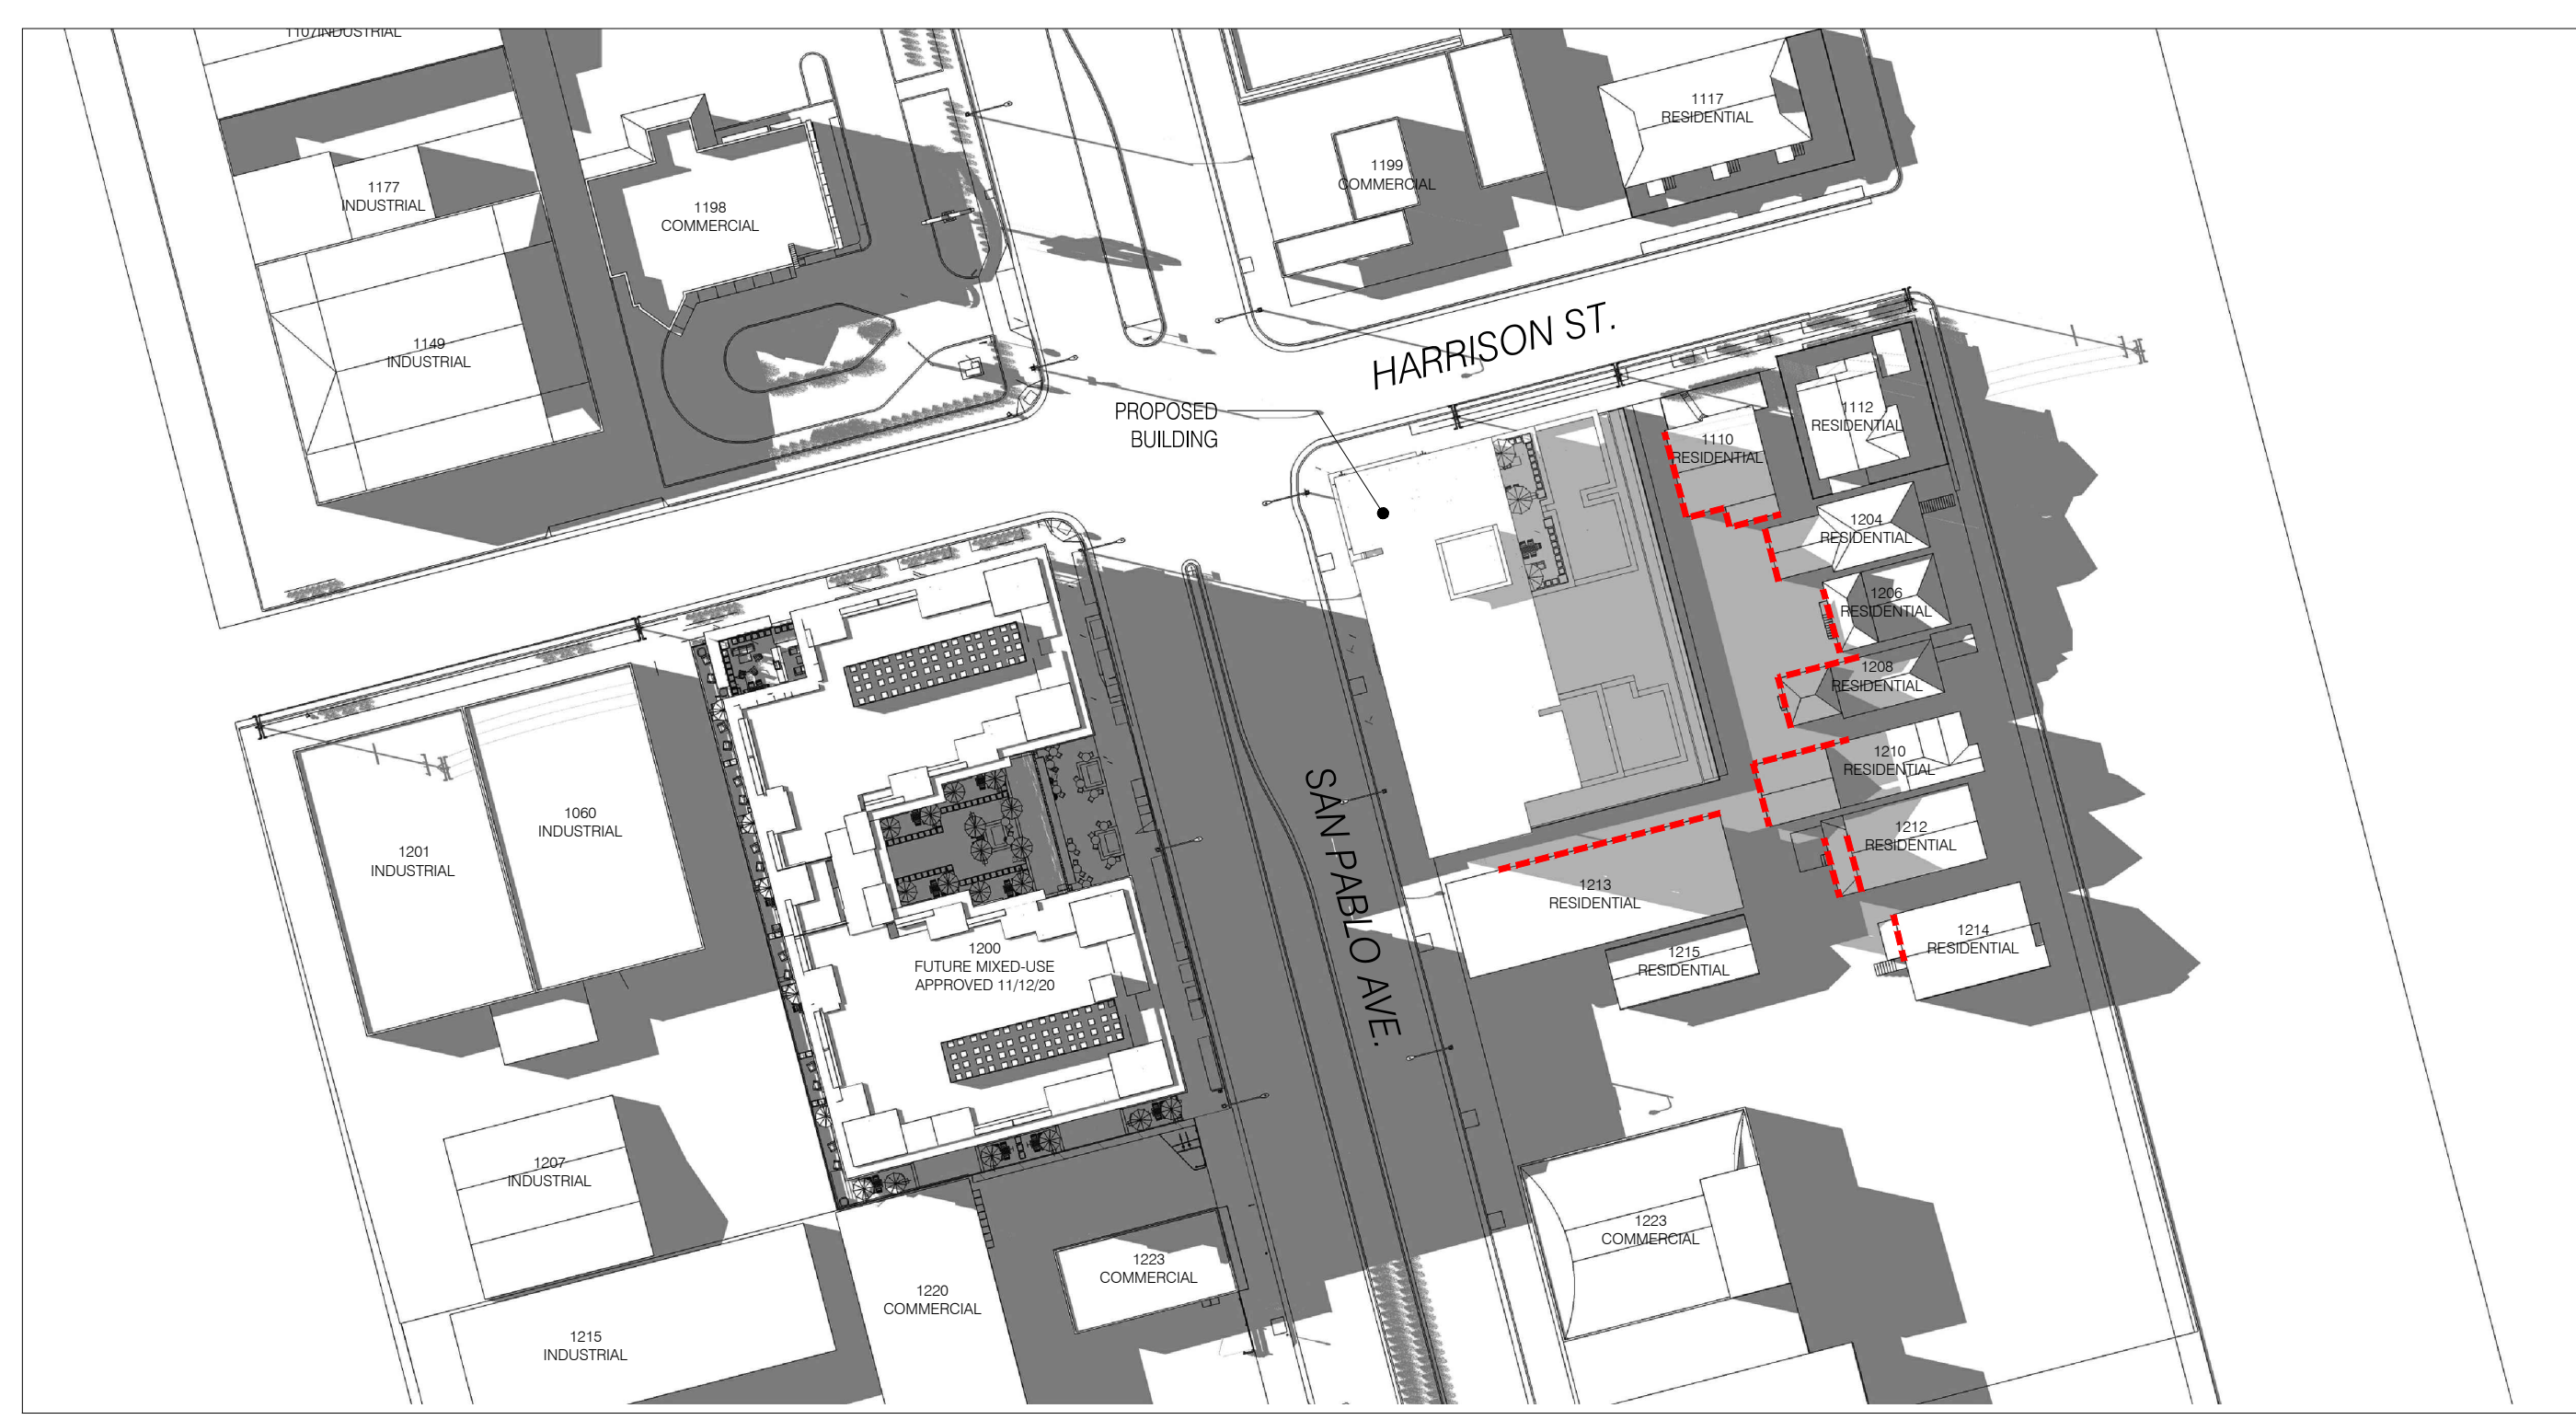 1107/INDUSTRIAL
1117
RESIDENTIAL
1177
INDUSTRIAL
1198
COMMERCIAL
1199
COMMERCIAL
1149
INDUSTRIAL
HARRISON ST.
PROPOSED
BUILDING
1110
RESIDENTIAL
1112
RESIDENTIAL
1204
RESIDENTIAL
1206
RESIDENTIAL
1208
RESIDENTIAL
1210
RESIDENTIAL
1212
RESIDENTIAL
1213
RESIDENTIAL
1214
RESIDENTIAL
1215
RESIDENTIAL
SAN PABLO AVE.
1060
INDUSTRIAL
1201
INDUSTRIAL
1200
FUTURE MIXED-USE
APPROVED 11/12/20
1207
INDUSTRIAL
1223
COMMERCIAL
1223
COMMERCIAL
1220
COMMERCIAL
1215
INDUSTRIAL